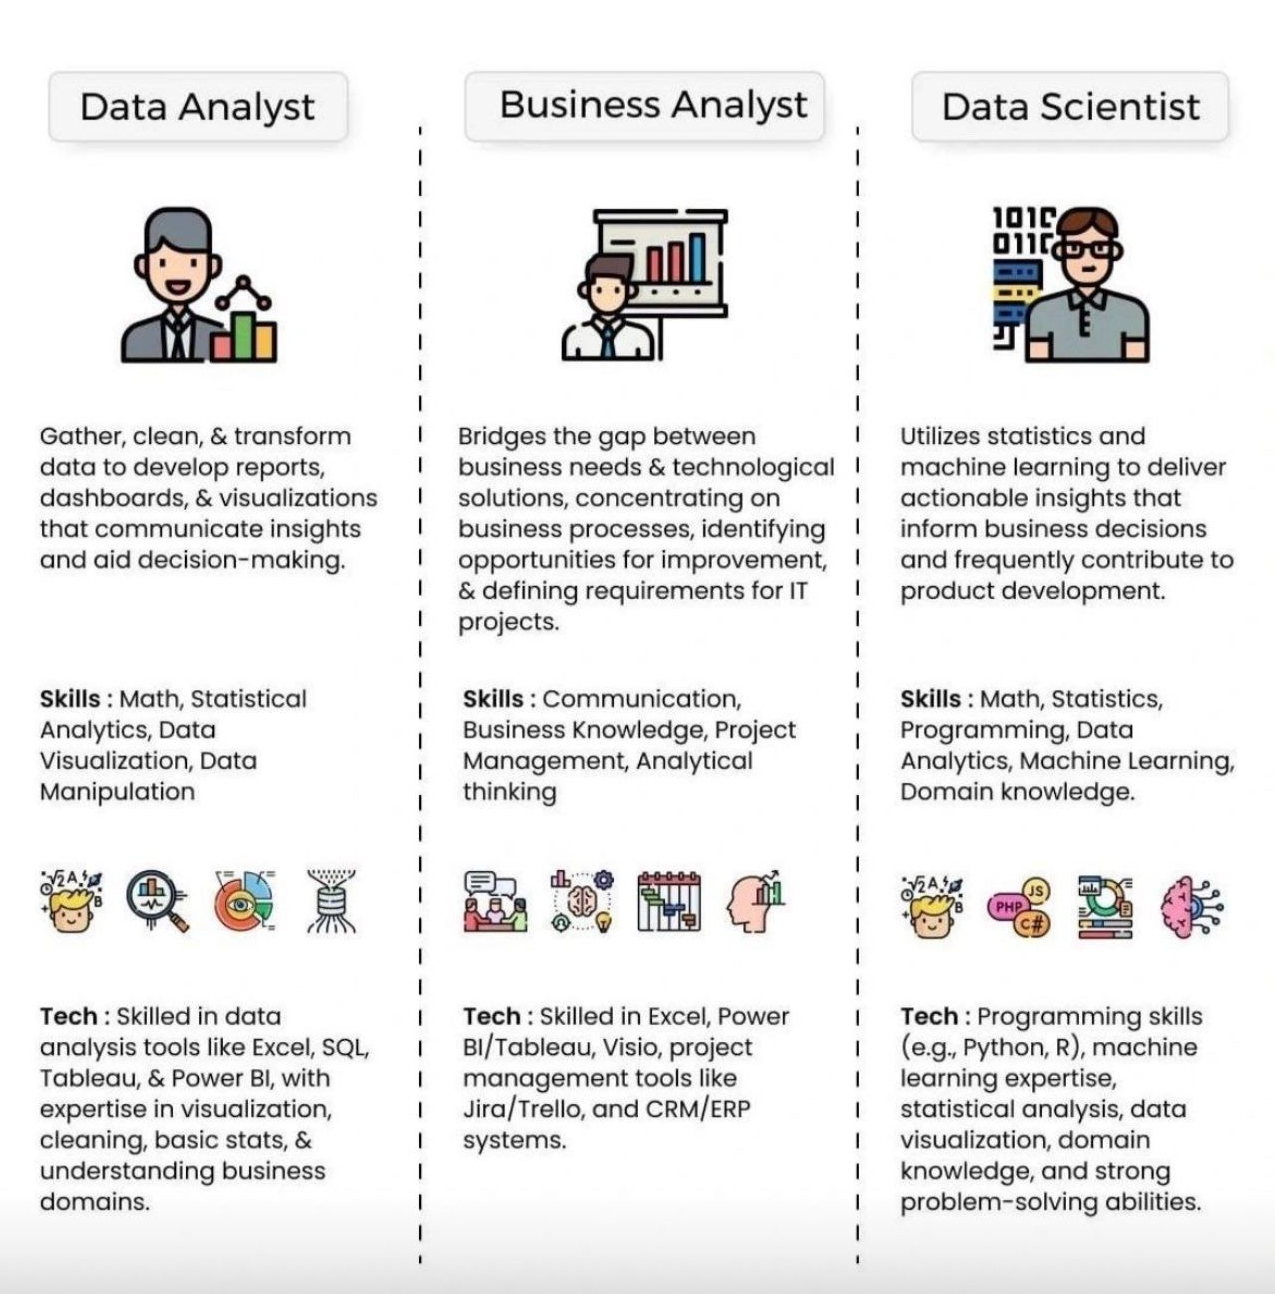 Data Analyst
Gather, clean, & transform
data to develop reports,
dashboards, & visualizations
that communicate insights
and aid decision-making.
Skills : Math, Statistical
Analytics, Data
Visualization, Data
Manipulation
√2 A
B
Tech : Skilled in data
analysis tools like Excel, SQL,
Tableau, & Power BI, with
expertise in visualization,
cleaning, basic stats, &
understanding business
domains.
Business Analyst
Bridges the gap between
business needs & technological
solutions, concentrating on
business processes, identifying
opportunities for improvement,
& defining requirements for IT
projects.
Skills : Communication,
Business Knowledge, Project
Management, Analytical
thinking
Tech : Skilled in Excel, Power
BI/Tableau, Visio, project
management tools like
Jira/Trello, and CRM/ERP
systems.
Data Scientist
101C
011C
Utilizes statistics and
machine learning to deliver
actionable insights that
inform business decisions
and frequently contribute to
product development.
Skills : Math, Statistics,
Programming, Data
Analytics, Machine Learning,
Domain knowledge.
√2 A
B
JS
PHP
C#
Tech : Programming skills
(e.g., Python, R), machine
learning expertise,
statistical analysis, data
visualization, domain
knowledge, and strong
problem-solving abilities.